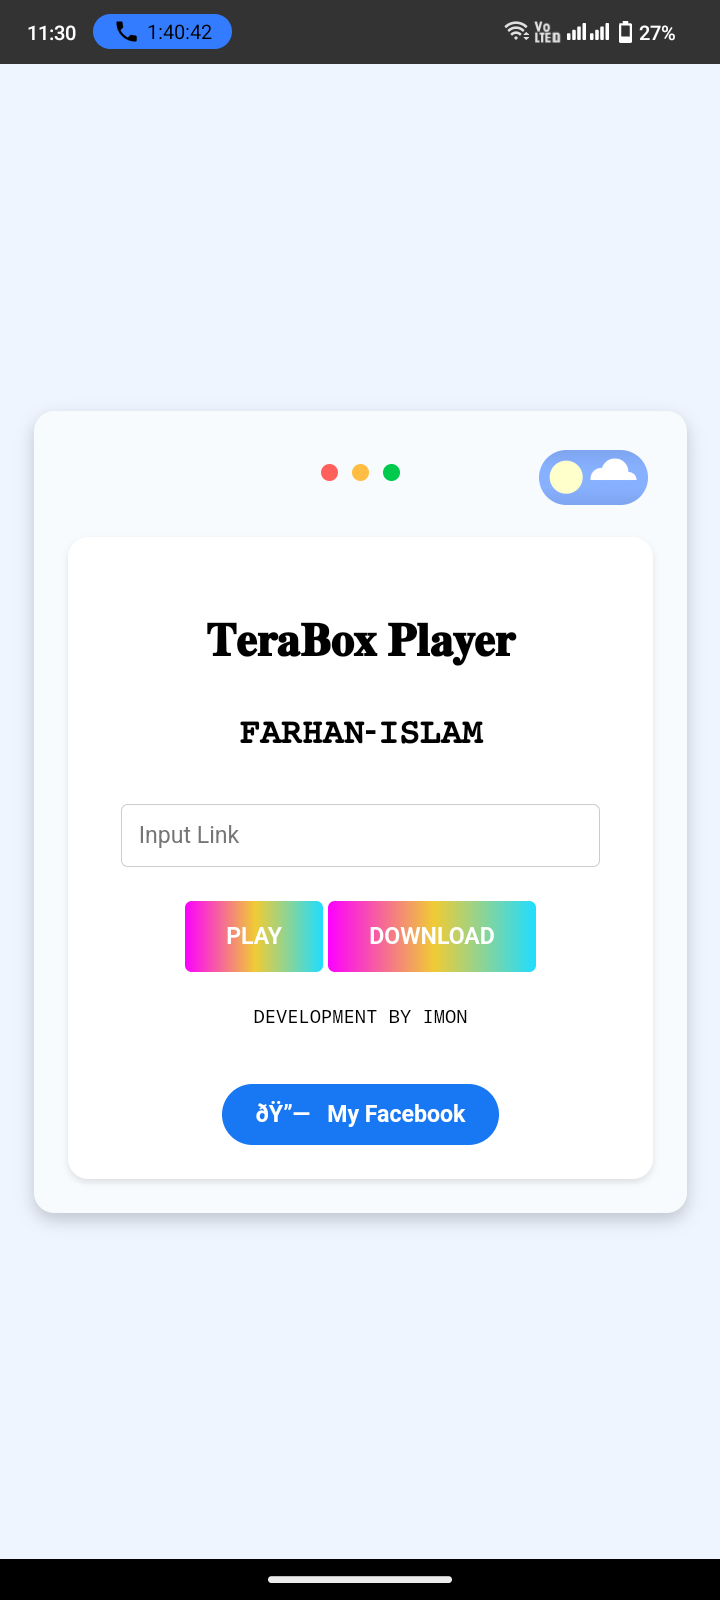 11:30 1:40:42 Vo LTE D 27%
TeraBox Player
FARHAN-ISLAM
Input Link
PLAY DOWNLOAD
DEVELOPMENT BY IMON
ðŸ”— My Facebook